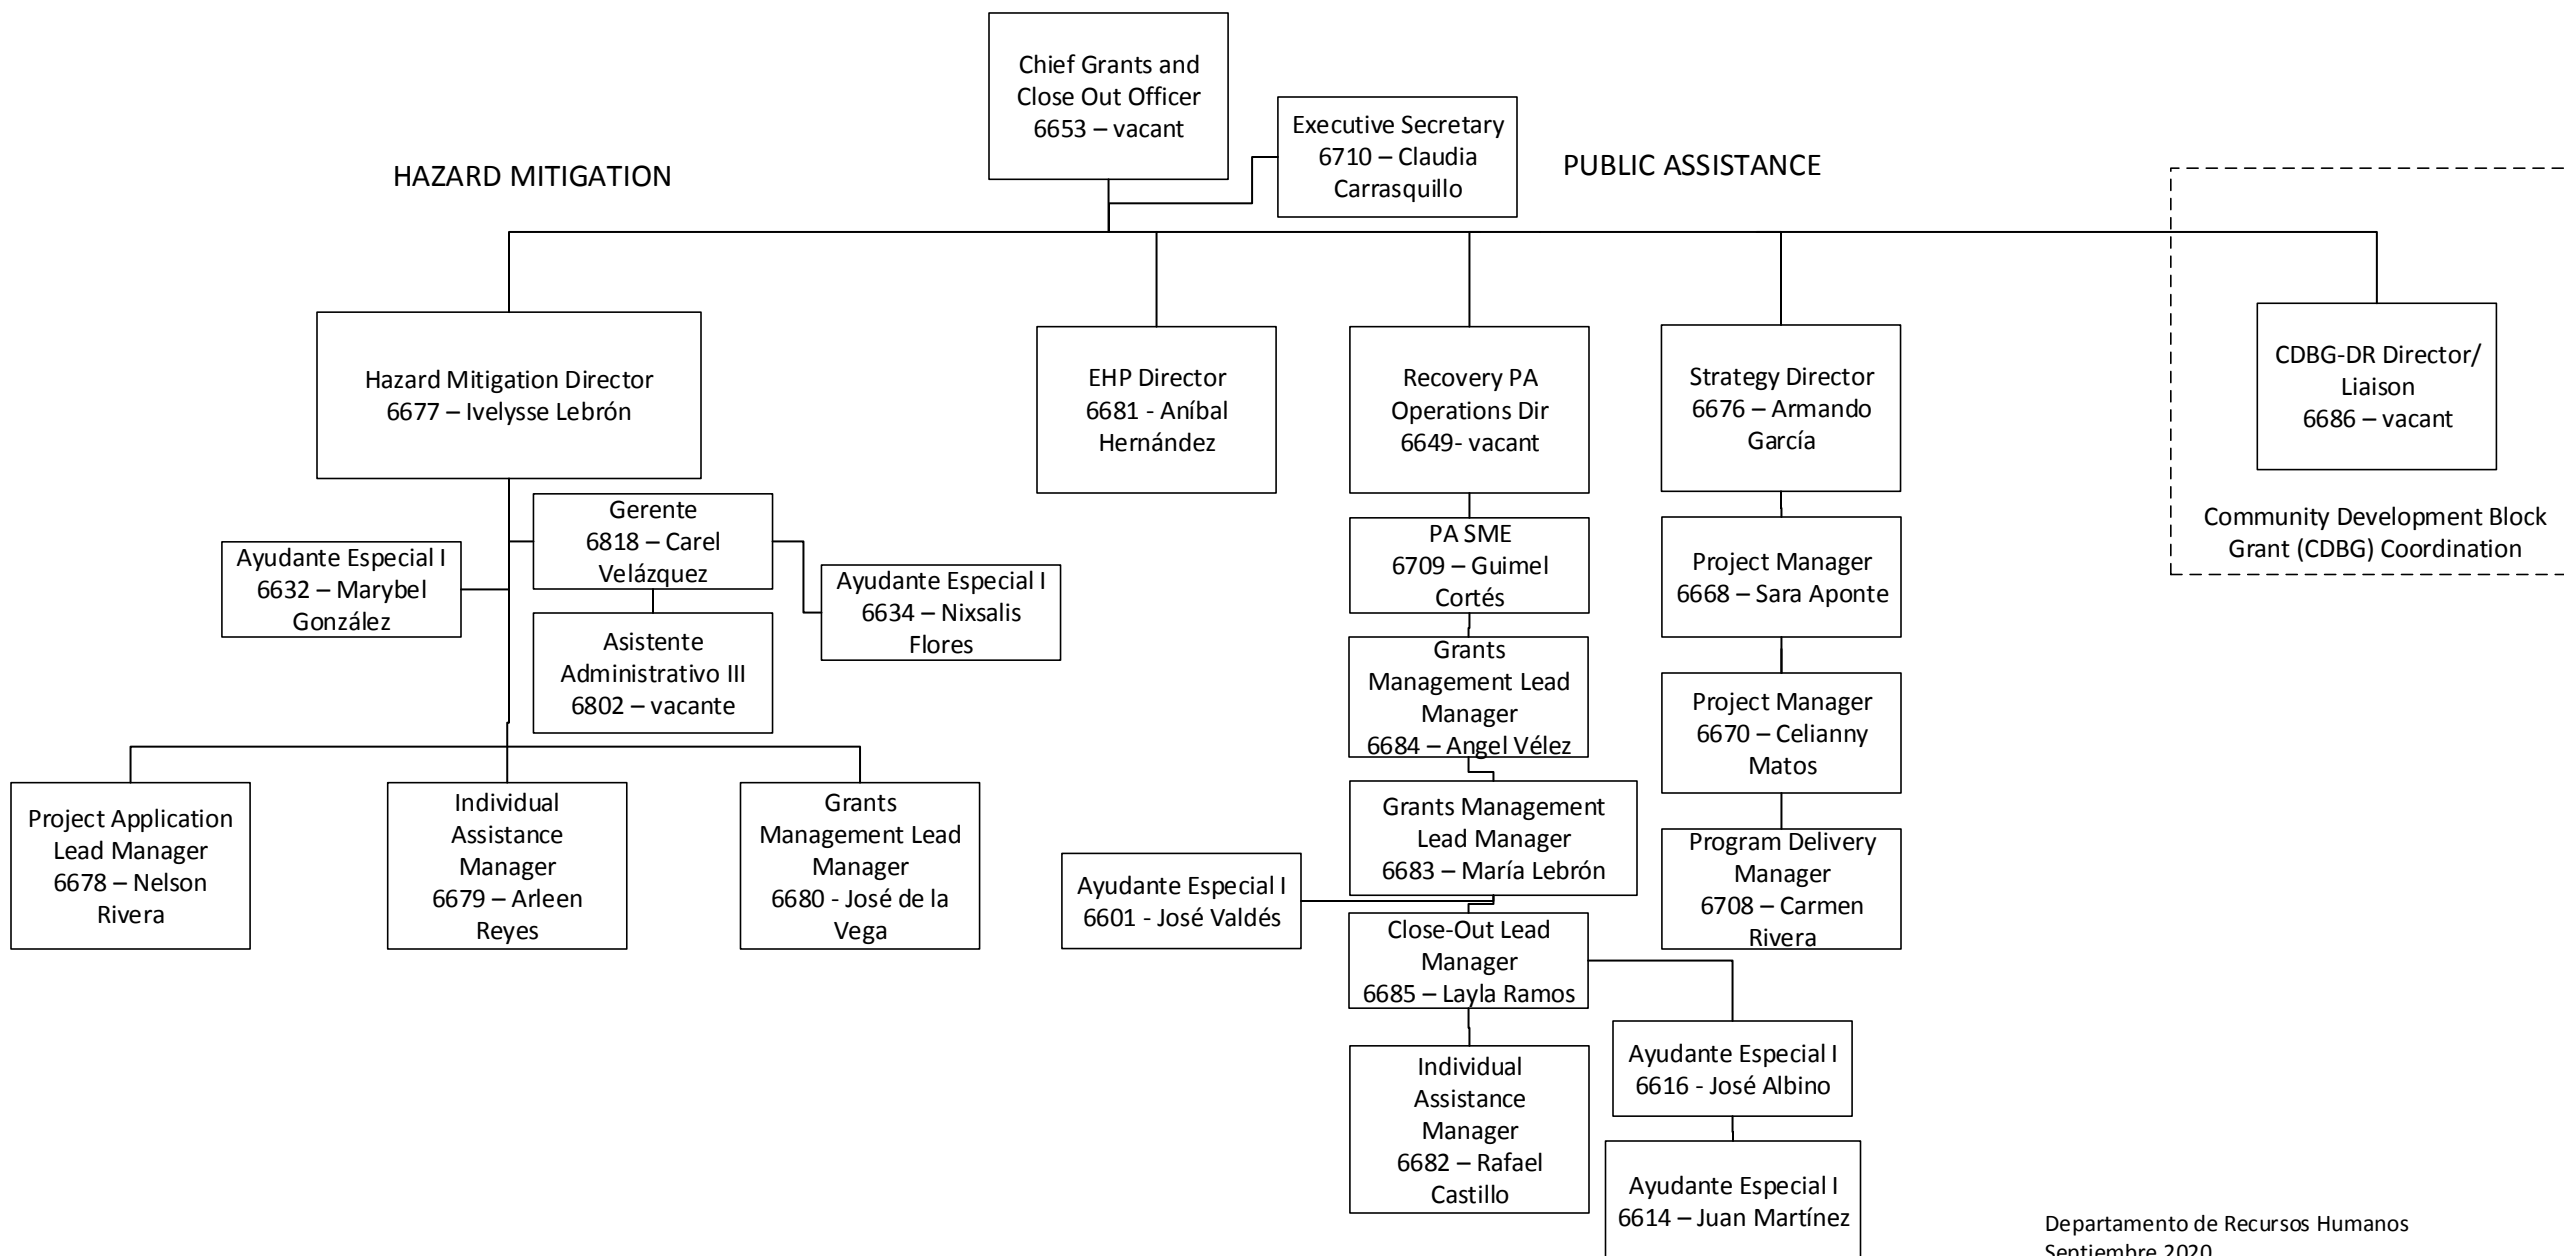 Chief Grants and
Close Out Officer
6653 – vacant
Executive Secretary
6710 – Claudia
Carrasquillo
HAZARD MITIGATION
PUBLIC ASSISTANCE
Hazard Mitigation Director
6677 – Ivelysse Lebrón
EHP Director
6681 - Aníbal
Hernández
Recovery PA
Operations Dir
6649- vacant
Strategy Director
6676 – Armando
García
CDBG-DR Director/
Liaison
6686 – vacant
Community Development Block
Grant (CDBG) Coordination
Gerente
6818 – Carel
Velázquez
Ayudante Especial I
6632 – Marybel
González
Ayudante Especial I
6634 – Nixsalis
Flores
Asistente
Administrativo III
6802 – vacante
Project Application
Lead Manager
6678 – Nelson
Rivera
Individual
Assistance
Manager
6679 – Arleen
Reyes
Grants
Management Lead
Manager
6680 - José de la
Vega
PA SME
6709 – Guimel
Cortés
Grants
Management Lead
Manager
6684 – Angel Vélez
Grants Management
Lead Manager
6683 – María Lebrón
Ayudante Especial I
6601 - José Valdés
Close-Out Lead
Manager
6685 – Layla Ramos
Individual
Assistance
Manager
6682 – Rafael
Castillo
Ayudante Especial I
6616 - José Albino
Ayudante Especial I
6614 – Juan Martínez
Project Manager
6668 – Sara Aponte
Project Manager
6670 – Celianny
Matos
Program Delivery
Manager
6708 – Carmen
Rivera
Departamento de Recursos Humanos
Septiembre 2020